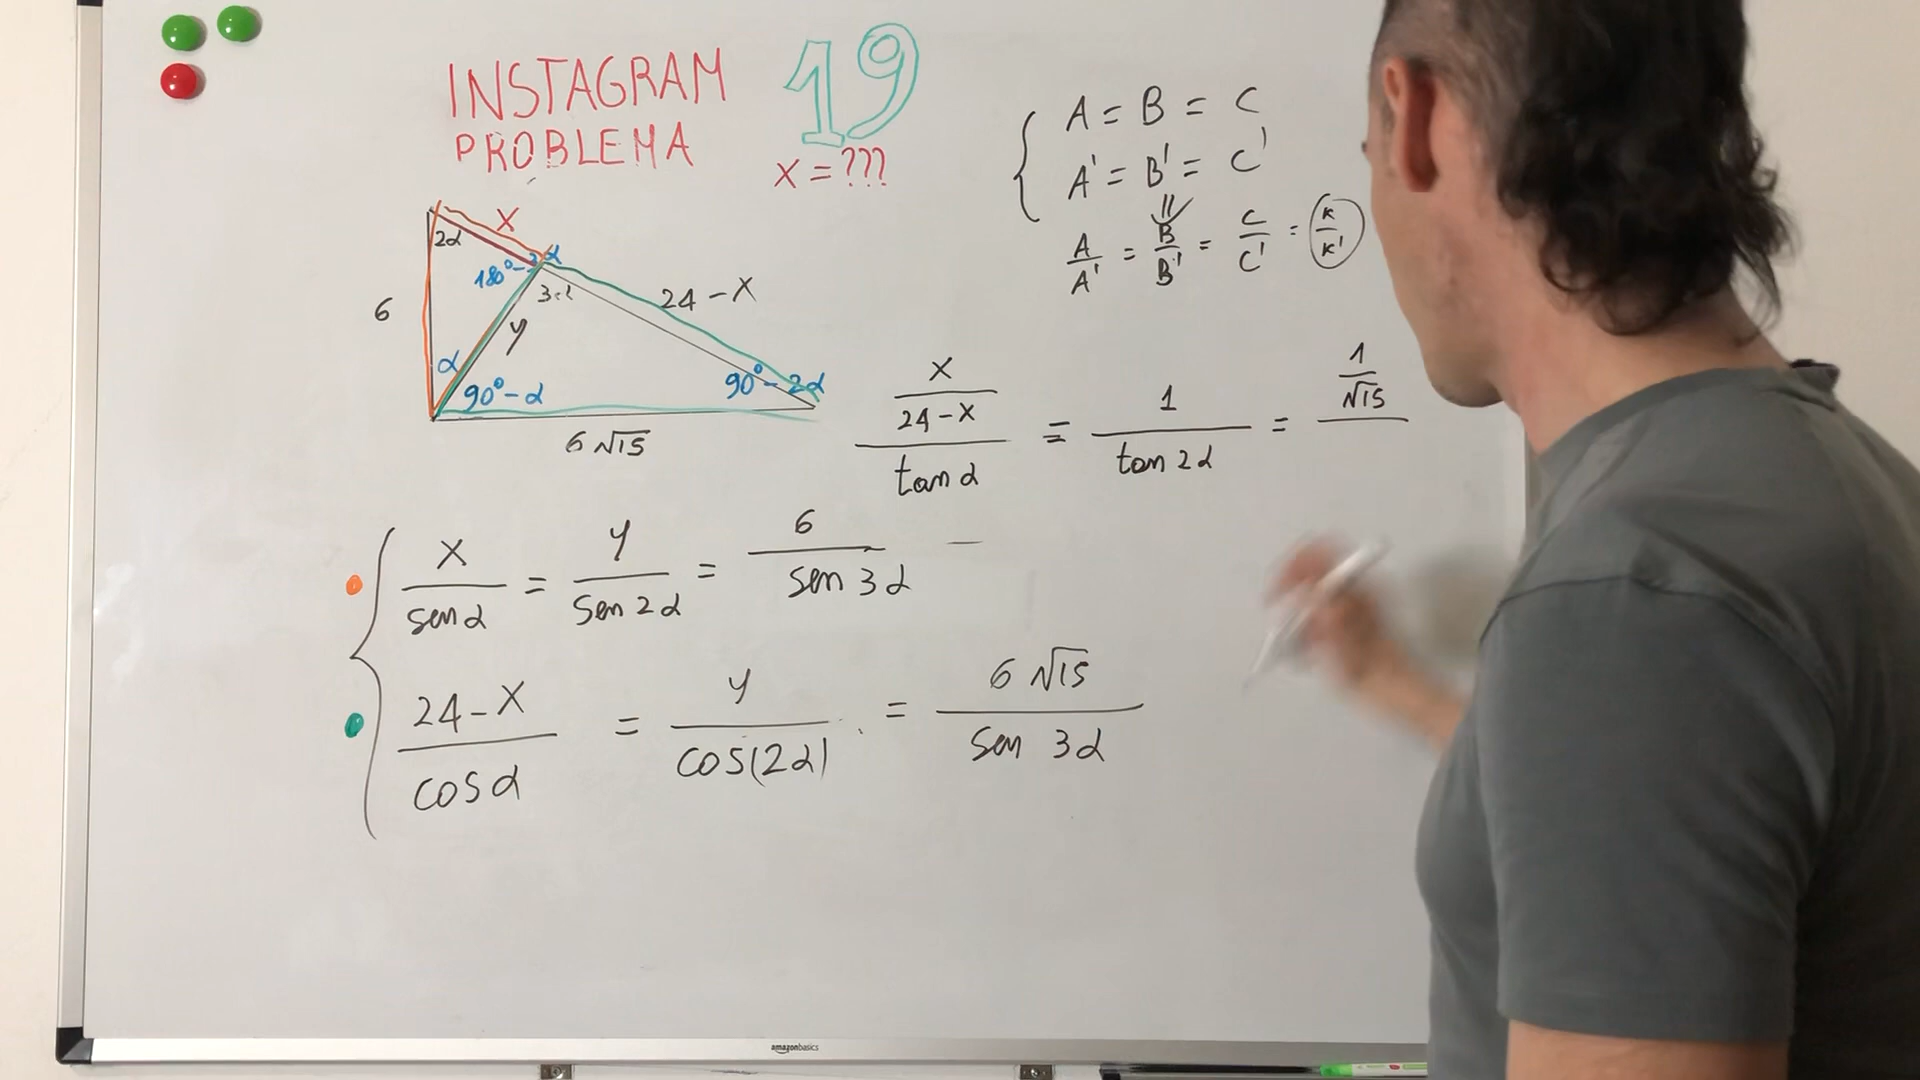 INSTAGRAM 19
PROBLEMA
x = ???
A = B = C
A' = B' = C'
A/A' = B/B' = C/C' = k/k'
x
2α
180°-3α
3α
24-x
6
y
α
90°-α
90°-2α
6√15
x/(24-x)/tan α = 1/tan 2α = 1/√15
x/sen α = y/sen 2α = 6/sen 3α
(24-x)/cos α = y/cos(2α) = 6√15/sen 3α
amazonbasics